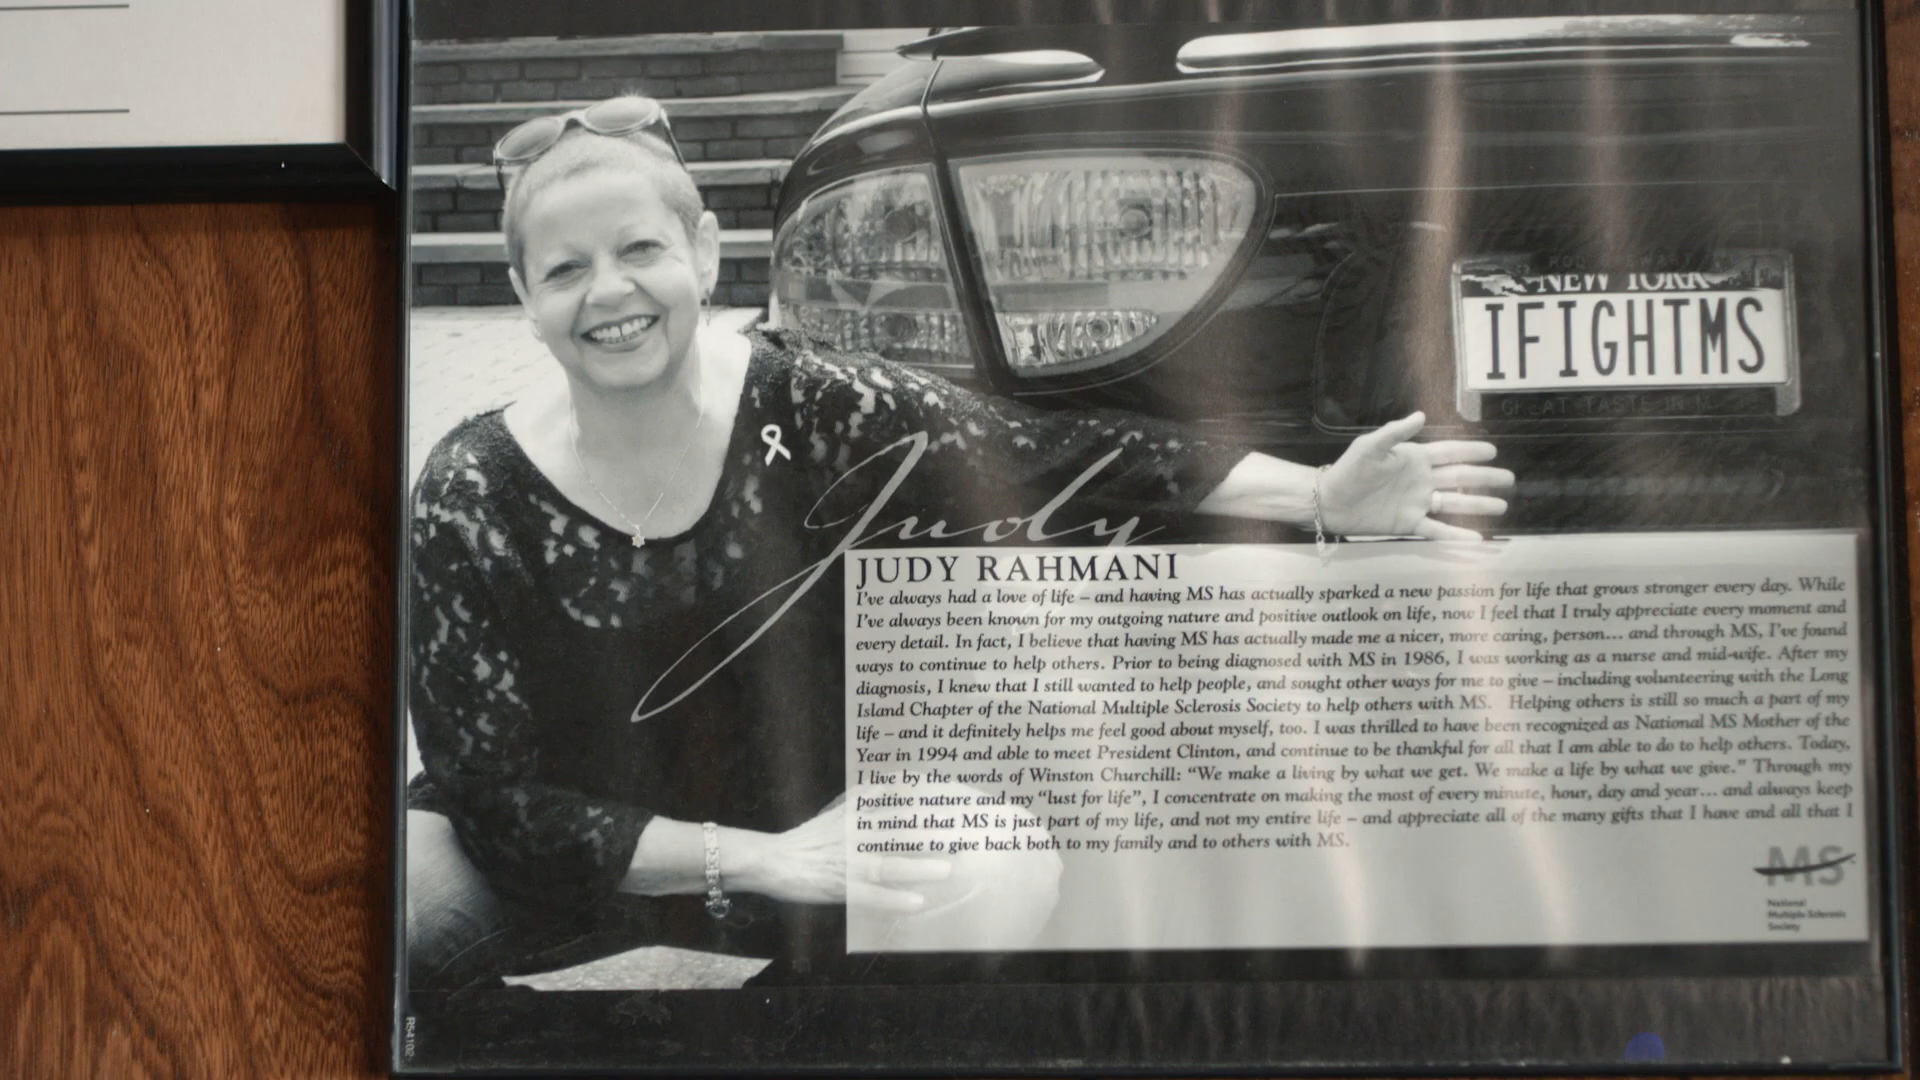 NEW YORK
IFIGHTMS
GREAT TASTE IN
Judy
JUDY RAHMANI
I've always had a love of life – and having MS has actually sparked a new passion for life that grows stronger every day. While
I've always been known for my outgoing nature and positive outlook on life, now I feel that I truly appreciate every moment and
every detail. In fact, I believe that having MS has actually made me a nicer, more caring, person... and through MS, I've found
ways to continue to help others. Prior to being diagnosed with MS in 1986, I was working as a nurse and mid-wife. After my
diagnosis, I knew that I still wanted to help people, and sought other ways for me to give – including volunteering with the Long
Island Chapter of the National Multiple Sclerosis Society to help others with MS. Helping others is still so much a part of my
life – and it definitely helps me feel good about myself, too. I was thrilled to have been recognized as National MS Mother of the
Year in 1994 and able to meet President Clinton, and continue to be thankful for all that I am able to do to help others. Today,
I live by the words of Winston Churchill: “We make a living by what we get. We make a life by what we give.” Through my
positive nature and my “lust for life”, I concentrate on making the most of every minute, hour, day and year... and always keep
in mind that MS is just part of my life, and not my entire life – and appreciate all of the many gifts that I have and all that I
continue to give back both to my family and to others with MS.
MS
National
Multiple Sclerosis
Society
R54102